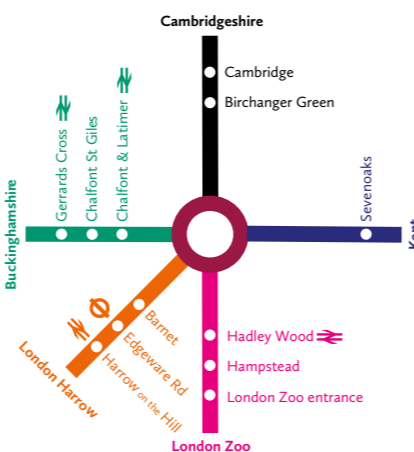 Cambridgeshire
Cambridge
Birchanger Green
Gerrards Cross
Chalfont St Giles
Chalfont & Latimer
Buckinghamshire
Sevenoaks
Kent
Barnet
Edgeware Rd
Harrow on the Hill
London Harrow
Hadley Wood
Hampstead
London Zoo entrance
London Zoo